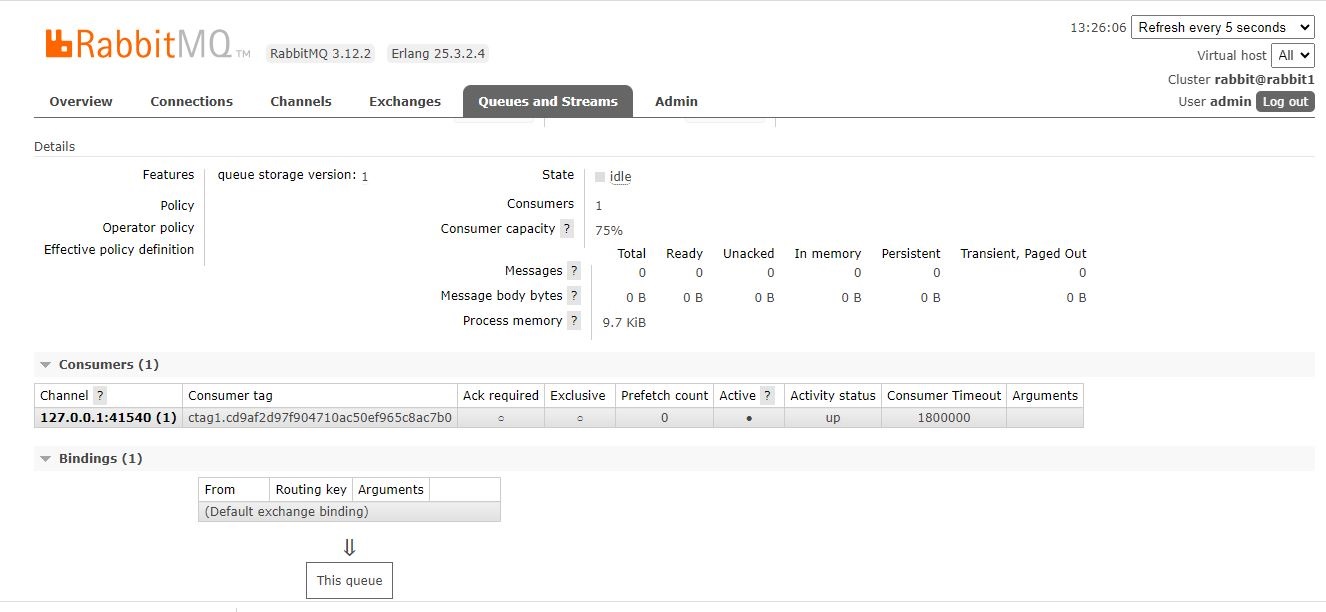 RabbitMQ TM RabbitMQ 3.12.2 Erlang 25.3.2.4
13:26:06 Refresh every 5 seconds
Virtual host All
Cluster rabbit@rabbit1
User admin Log out
Overview Connections Channels Exchanges Queues and Streams Admin
Details
Features queue storage version: 1
Policy
Operator policy
Effective policy definition
State idle
Consumers 1
Consumer capacity ? 75%
Total Ready Unacked In memory Persistent Transient, Paged Out
Messages ? 0 0 0 0 0 0
Message body bytes ? 0 B 0 B 0 B 0 B 0 B 0 B
Process memory ? 9.7 KiB
Consumers (1)
Channel ? Consumer tag Ack required Exclusive Prefetch count Active ? Activity status Consumer Timeout Arguments
127.0.0.1:41540 (1) ctag1.cd9af2d97f904710ac50ef965c8ac7b0 ○ ○ 0 ● up 1800000
Bindings (1)
From Routing key Arguments
(Default exchange binding)
⇓
This queue